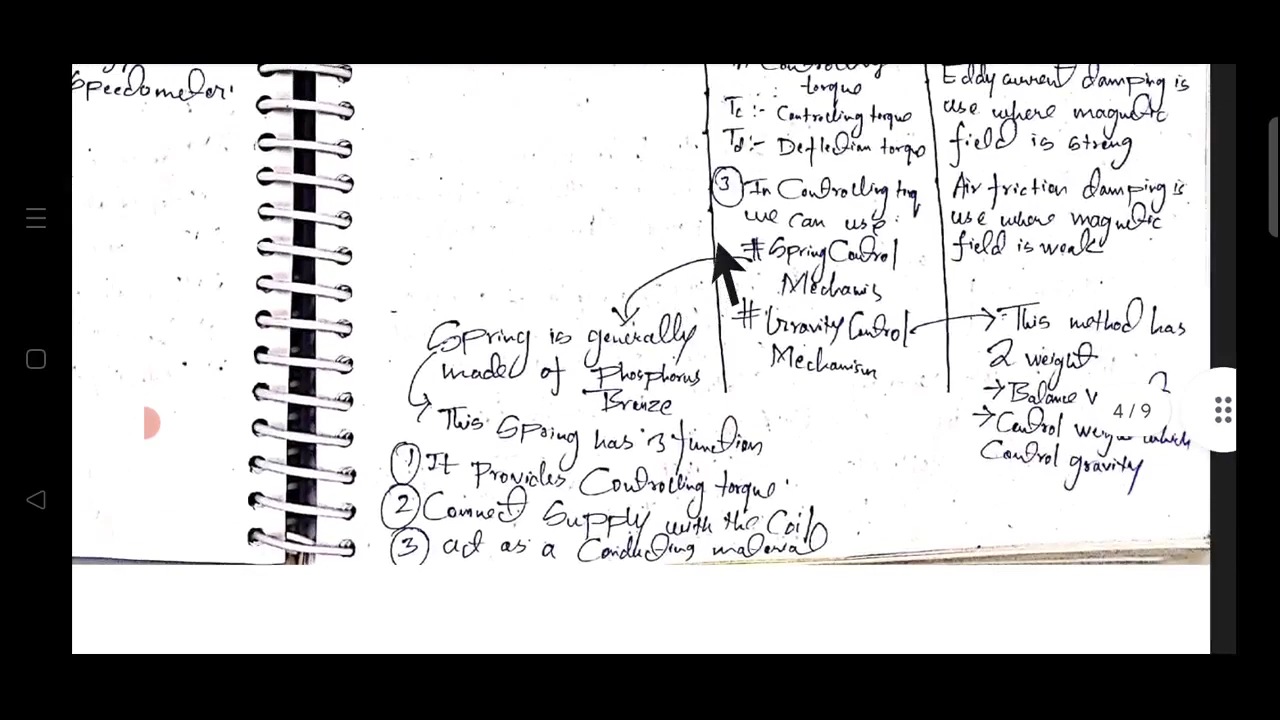 Speedometer.
Controlling
torque
Tc :- Controlling torque
Td :- Deflection torque
③ In Controlling torq
we can use :
# Spring Control
Mechanis
# Gravity Control
Mechanism
Eddy current damping is
use where magnetic
field is strong
Air friction damping is
use where magnetic
field is weak
→ This method has
2 weight
→ Balance
→ Control weight which
Control gravity
Spring is generally
made of Phosphorus
Bronze
→ This Spring has 3 function
① It Provides Controlling torque.
② Connect Supply with the Coil
③ act as a Conducting material
4/9